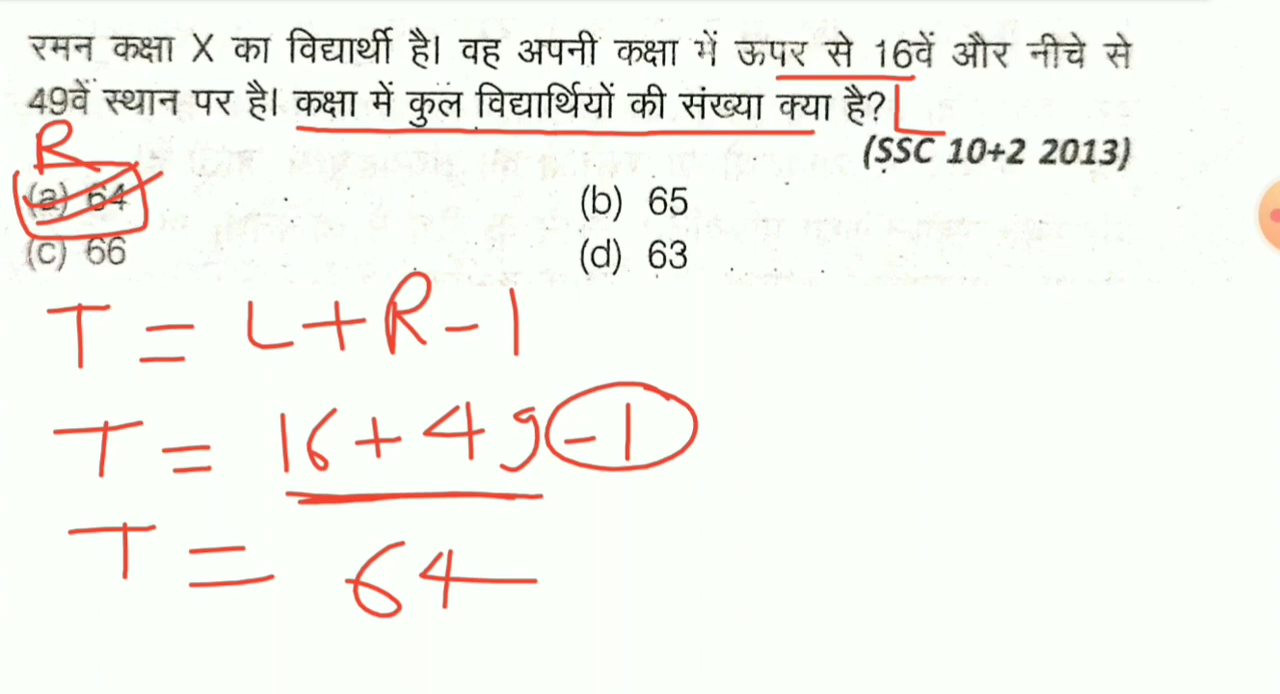 रमन कक्षा X का विद्यार्थी है। वह अपनी कक्षा में ऊपर से 16वें और नीचे से
49वें स्थान पर है। कक्षा में कुल विद्यार्थियों की संख्या क्या है? L
(SSC 10+2 2013)
R
(a) 64 (b) 65
(c) 66 (d) 63
T = L+R-1
T = 16+49-1
T = 64